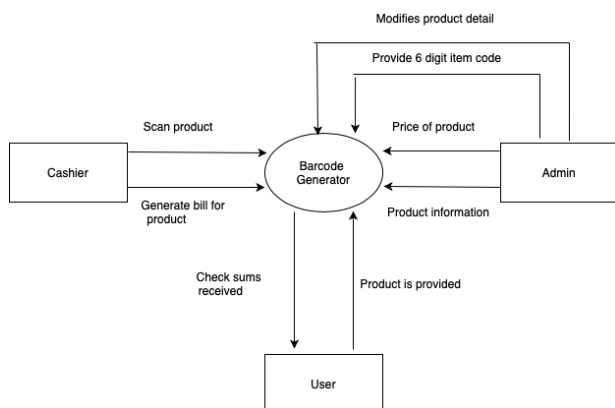 Modifies product detail
Provide 6 digit item code
Scan product
Price of product
Cashier
Barcode
Generator
Admin
Generate bill for
product
Product information
Check sums
received
Product is provided
User